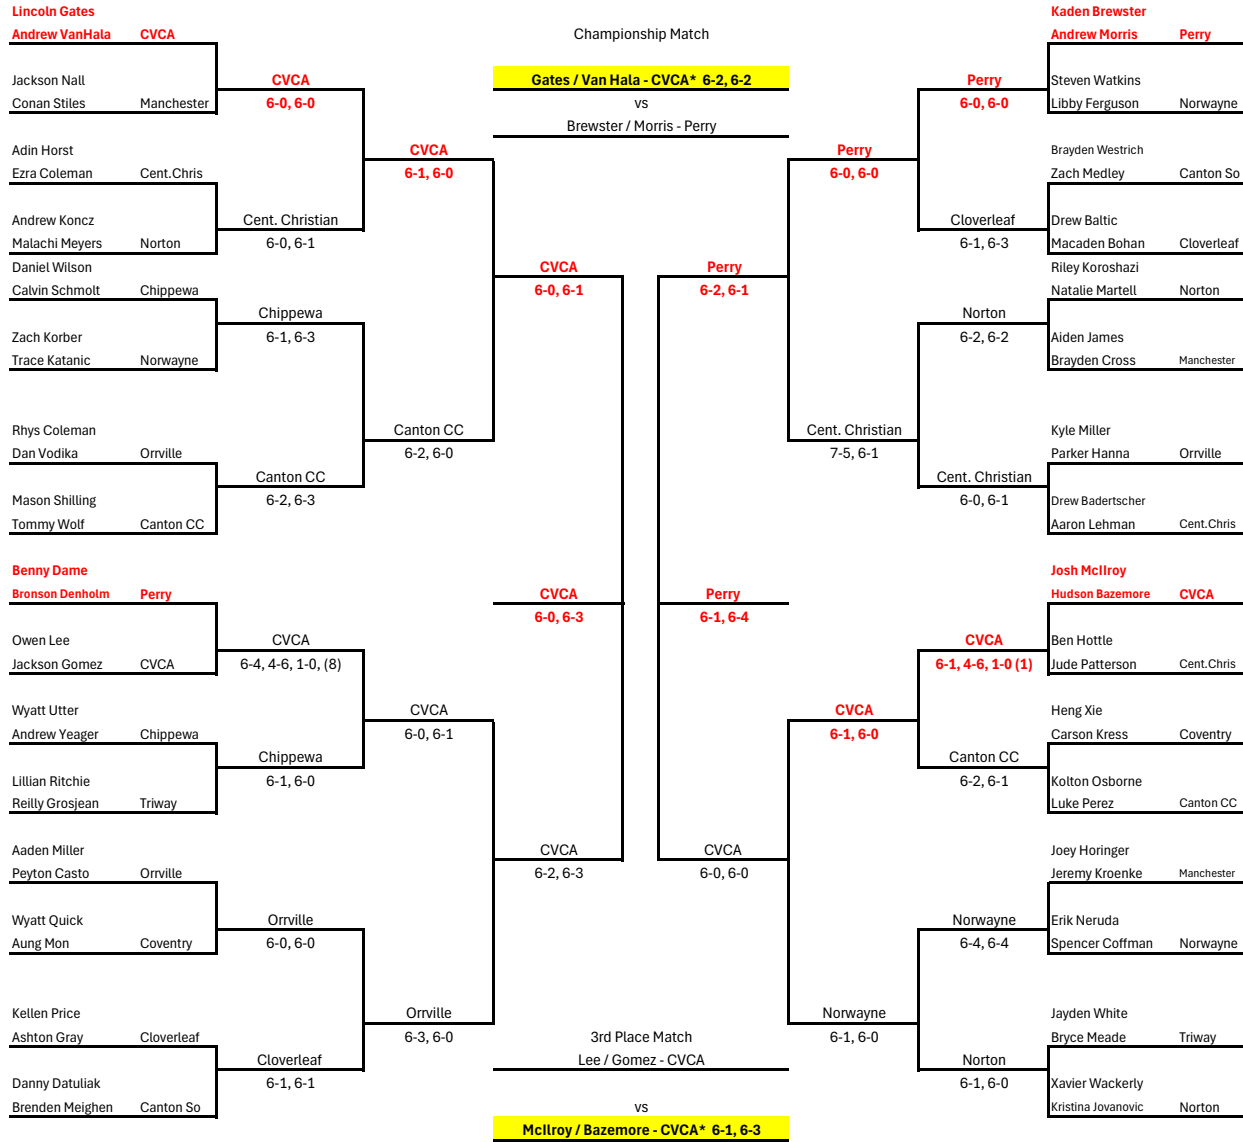 Lincoln Gates
Andrew VanHala CVCA
Jackson Nall
Conan Stiles Manchester
Adin Horst
Ezra Coleman Cent.Chris
Andrew Koncz
Malachi Meyers Norton
Daniel Wilson
Calvin Schmolt Chippewa
Zach Korber
Trace Katanic Norwayne
Rhys Coleman
Dan Vodika Orrville
Mason Shilling
Tommy Wolf Canton CC
Benny Dame
Bronson Denholm Perry
Owen Lee
Jackson Gomez CVCA
Wyatt Utter
Andrew Yeager Chippewa
Lillian Ritchie
Reilly Grosjean Triway
Aaden Miller
Peyton Casto Orrville
Wyatt Quick
Aung Mon Coventry
Kellen Price
Ashton Gray Cloverleaf
Danny Datuliak
Brenden Meighen Canton So
CVCA
6-0, 6-0
Cent. Christian
6-0, 6-1
Chippewa
6-1, 6-3
Canton CC
6-2, 6-3
CVCA
6-4, 4-6, 1-0, (8)
Chippewa
6-1, 6-0
Orrville
6-0, 6-0
Cloverleaf
6-1, 6-1
CVCA
6-1, 6-0
Canton CC
6-2, 6-0
CVCA
6-0, 6-1
Orrville
6-3, 6-0
CVCA
6-0, 6-1
CVCA
6-0, 6-3
CVCA
6-2, 6-3
Championship Match
Gates / Van Hala - CVCA* 6-2, 6-2
vs
Brewster / Morris - Perry
3rd Place Match
Lee / Gomez - CVCA
vs
McIlroy / Bazemore - CVCA* 6-1, 6-3
Perry
6-2, 6-1
Perry
6-1, 6-4
CVCA
6-0, 6-0
Perry
6-0, 6-0
Cent. Christian
7-5, 6-1
CVCA
6-1, 6-0
Norwayne
6-1, 6-0
Perry
6-0, 6-0
Cloverleaf
6-1, 6-3
Norton
6-2, 6-2
Cent. Christian
6-0, 6-1
CVCA
6-1, 4-6, 1-0 (1)
Canton CC
6-2, 6-1
Norwayne
6-4, 6-4
Norton
6-1, 6-0
Kaden Brewster
Andrew Morris Perry
Steven Watkins
Libby Ferguson Norwayne
Brayden Westrich
Zach Medley Canton So
Drew Baltic
Macaden Bohan Cloverleaf
Riley Koroshazi
Natalie Martell Norton
Aiden James
Brayden Cross Manchester
Kyle Miller
Parker Hanna Orrville
Drew Badertscher
Aaron Lehman Cent.Chris
Josh McIlroy
Hudson Bazemore CVCA
Ben Hottle
Jude Patterson Cent.Chris
Heng Xie
Carson Kress Coventry
Kolton Osborne
Luke Perez Canton CC
Joey Horinger
Jeremy Kroenke Manchester
Erik Neruda
Spencer Coffman Norwayne
Jayden White
Bryce Meade Triway
Xavier Wackerly
Kristina Jovanovic Norton